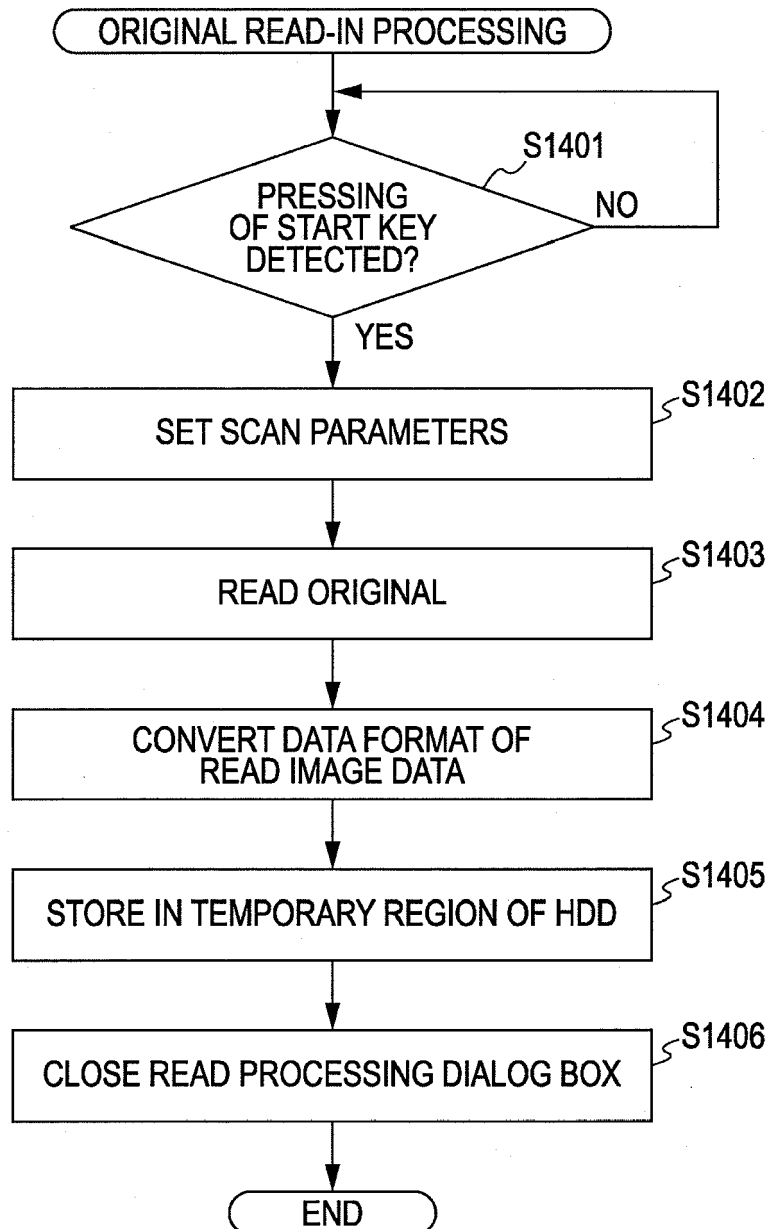 ORIGINAL READ-IN PROCESSING
S1401
PRESSING
OF START KEY
DETECTED?
NO
YES
S1402
SET SCAN PARAMETERS
S1403
READ ORIGINAL
S1404
CONVERT DATA FORMAT OF
READ IMAGE DATA
S1405
STORE IN TEMPORARY REGION OF HDD
S1406
CLOSE READ PROCESSING DIALOG BOX
END